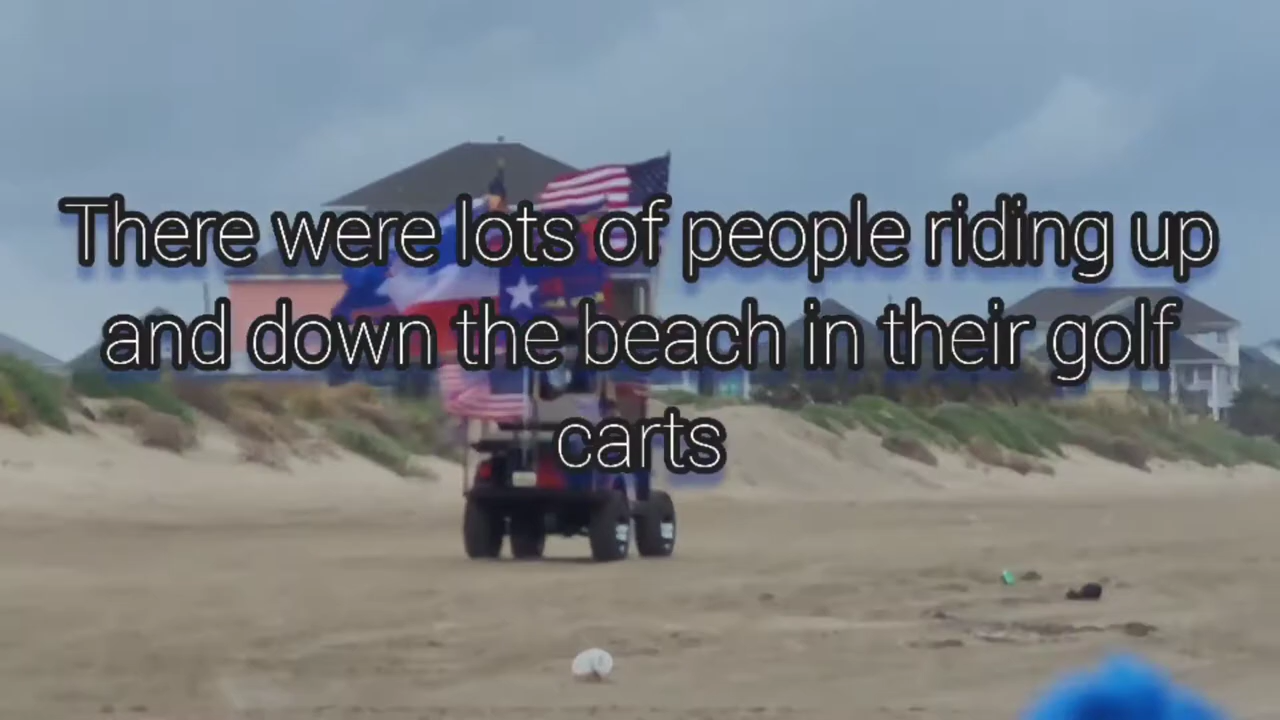 There were lots of people riding up
and down the beach in their golf
carts